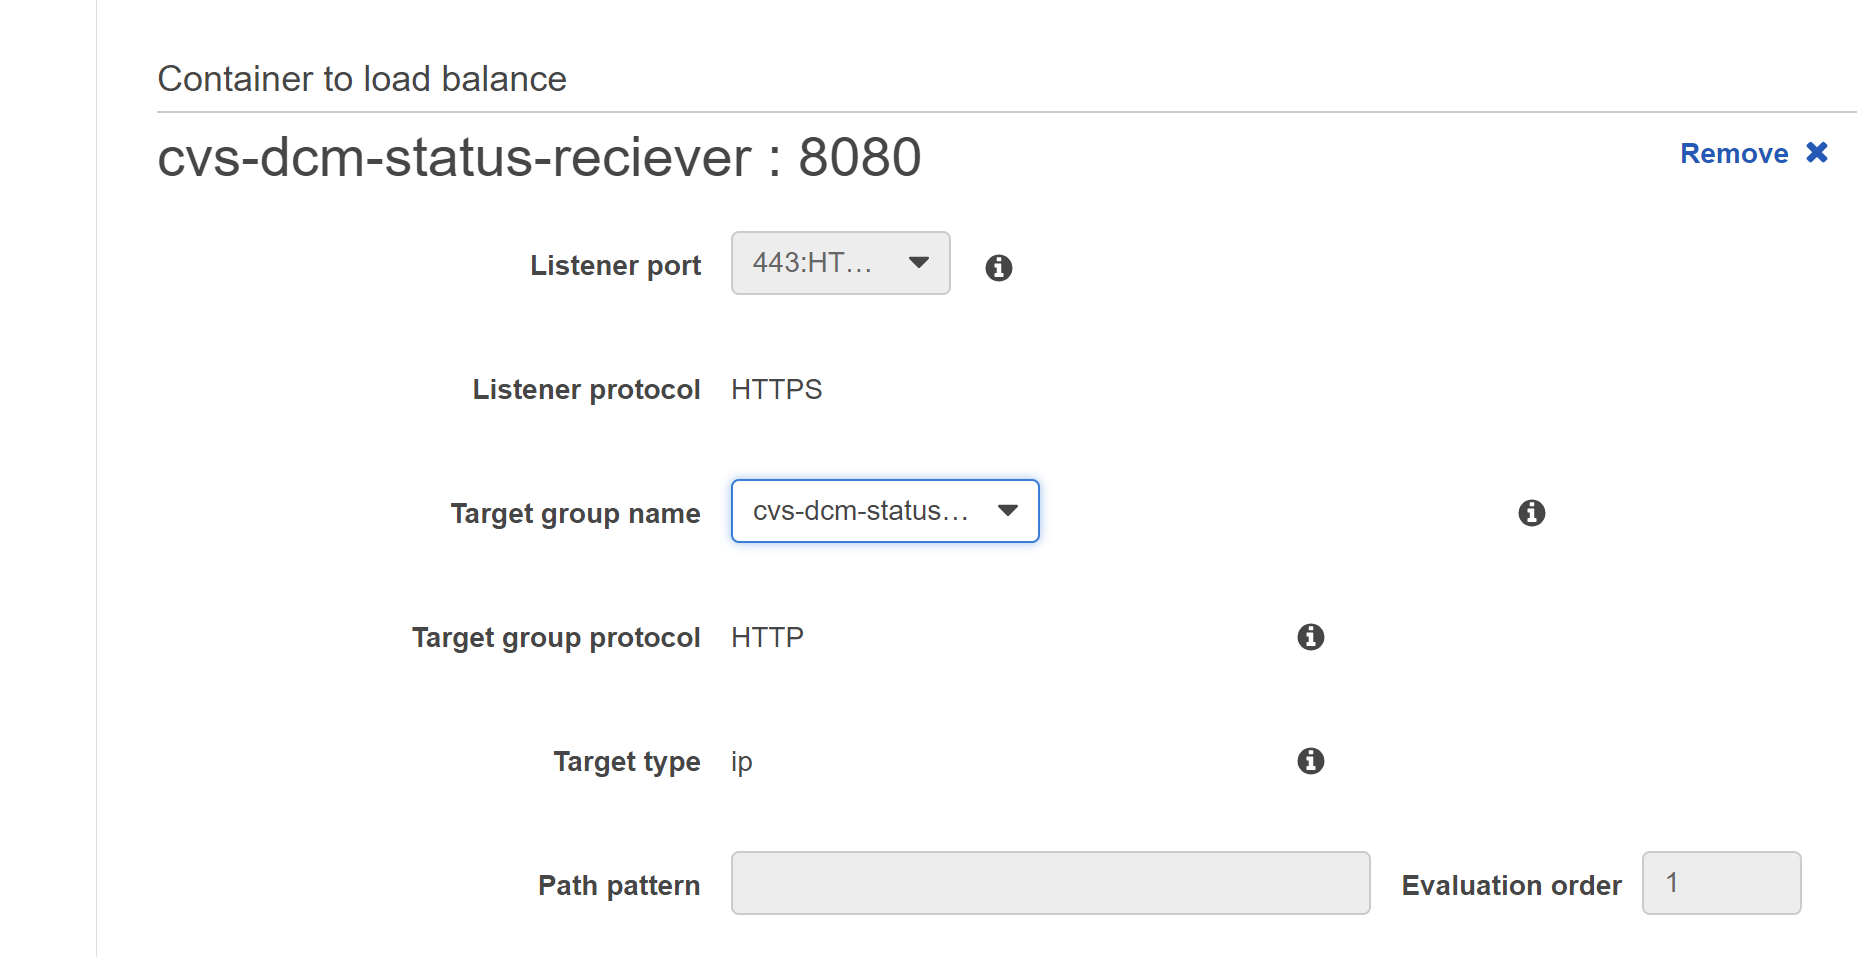 Container to load balance
cvs-dcm-status-reciever : 8080
Remove
Listener port 443:HT...
Listener protocol HTTPS
Target group name cvs-dcm-status...
Target group protocol HTTP
Target type ip
Path pattern Evaluation order 1